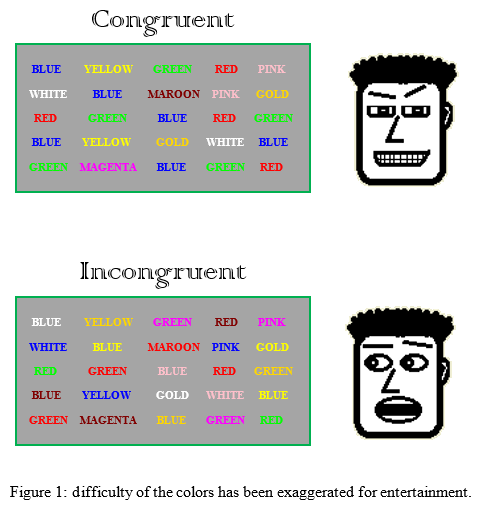 Congruent
BLUE YELLOW GREEN RED PINK
WHITE BLUE MAROON PINK GOLD
RED GREEN BLUE RED GREEN
BLUE YELLOW GOLD WHITE BLUE
GREEN MAGENTA BLUE GREEN RED
Incongruent
BLUE YELLOW GREEN RED PINK
WHITE BLUE MAROON PINK GOLD
RED GREEN BLUE RED GREEN
BLUE YELLOW GOLD WHITE BLUE
GREEN MAGENTA BLUE GREEN RED
Figure 1: difficulty of the colors has been exaggerated for entertainment.